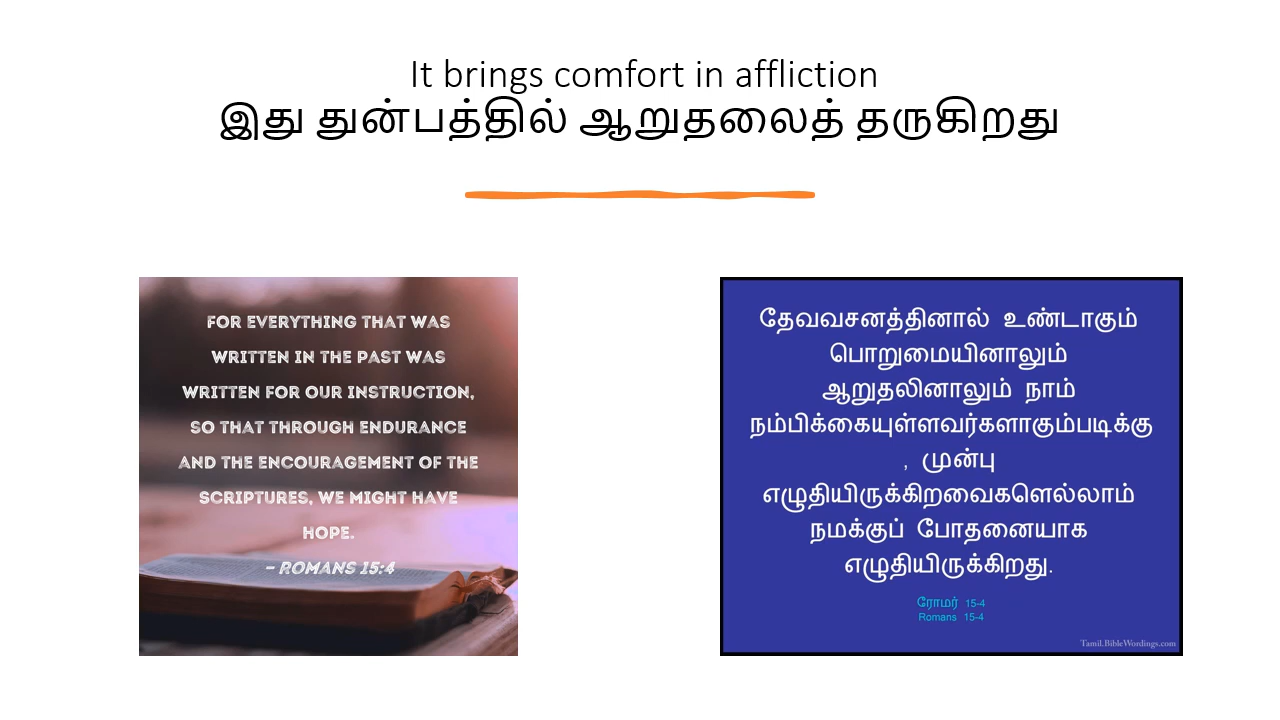 It brings comfort in affliction
இது துன்பத்தில் ஆறுதலைத் தருகிறது
FOR EVERYTHING THAT WAS
WRITTEN IN THE PAST WAS
WRITTEN FOR OUR INSTRUCTION,
SO THAT THROUGH ENDURANCE
AND THE ENCOURAGEMENT OF THE
SCRIPTURES, WE MIGHT HAVE
HOPE.
– ROMANS 15:4
தேவவசனத்தினால் உண்டாகும்
பொறுமையினாலும்
ஆறுதலினாலும் நாம்
நம்பிக்கையுள்ளவர்களாகும்படிக்கு
, முன்பு
எழுதியிருக்கிறவைகளெல்லாம்
நமக்குப் போதனையாக
எழுதியிருக்கிறது.
ரோமர் 15-4
Romans 15-4
Tamil.BibleWordings.com